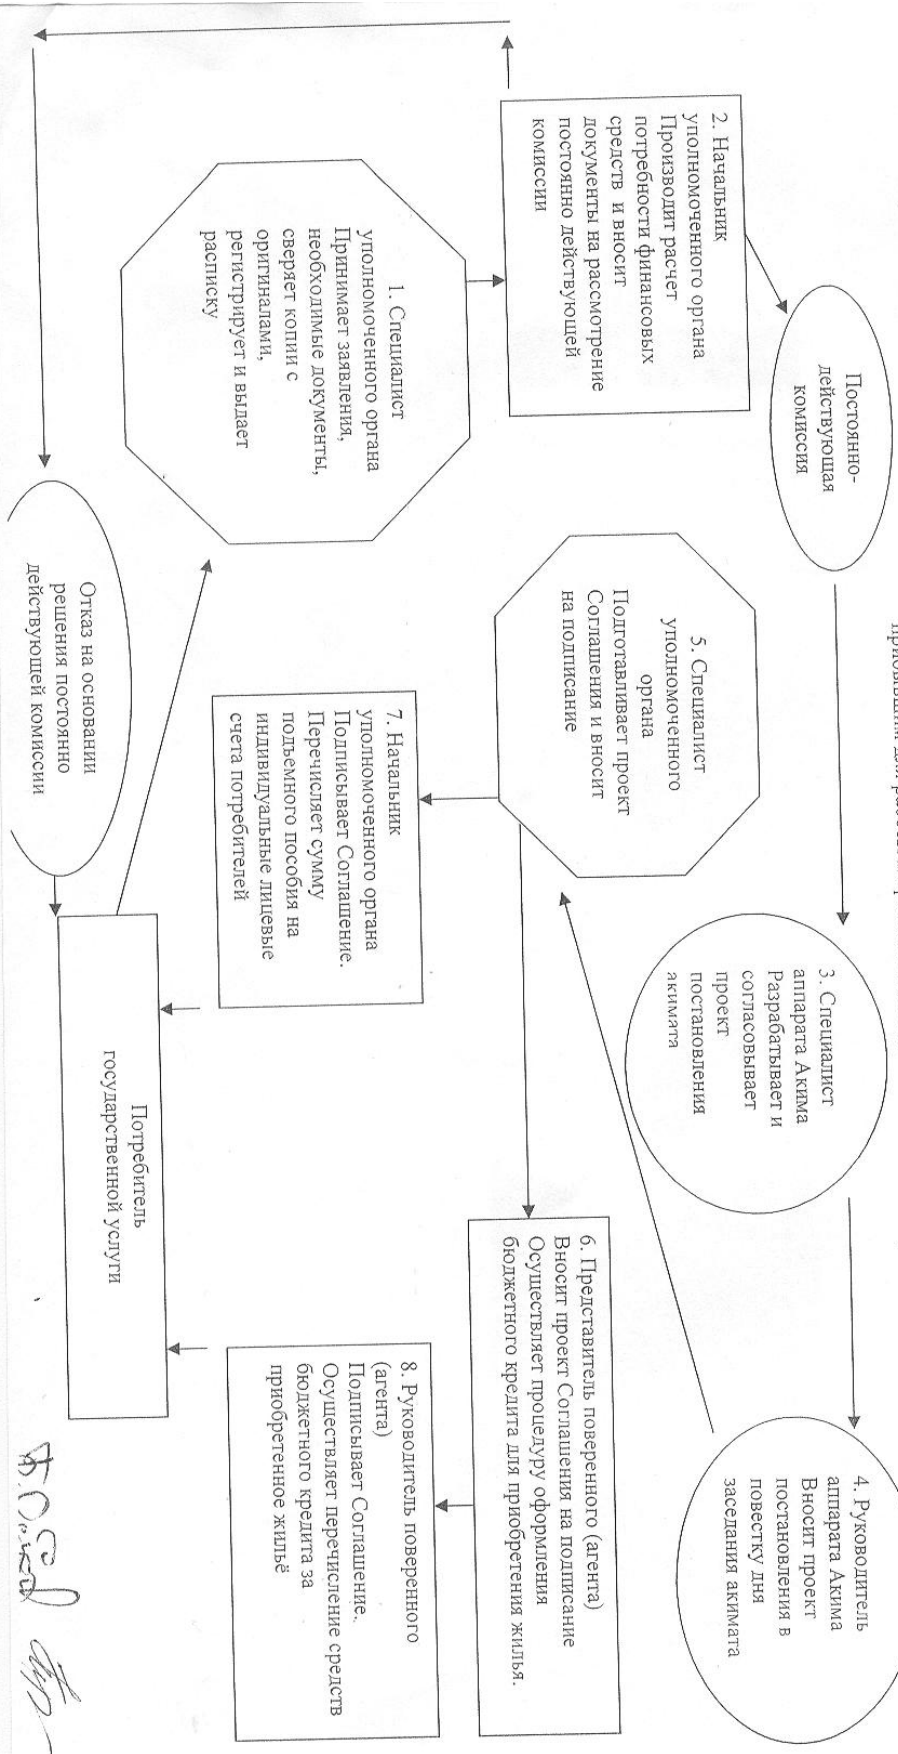 2. Начальник
уполномоченного органа
Производит расчет
потребности финансовых
средств и вносит
документы на рассмотрение
постоянно действующей
комиссии
Постоянно-
действующая
комиссия
3. Специалист
аппарата Акима
Разрабатывает и
согласовывает
проект
постановления
акимата
4. Руководитель
аппарата Акима
Вносит проект
постановления в
повестку дня
заседания акимата
1. Специалист
уполномоченного органа
Принимает заявления,
необходимые документы,
сверяет копии с
оригиналами,
регистрирует и выдает
расписку
5. Специалист
уполномоченного
органа
Подготавливает проект
Соглашения и вносит
на подписание
6. Представитель поверенного (агента)
Вносит проект Соглашения на подписание
Осуществляет процедуру оформления
бюджетного кредита для приобретения жилья.
7. Начальник
уполномоченного органа
Подписывает Соглашение.
Перечисляет сумму
подъемного пособия на
индивидуальные лицевые
счета потребителей
8. Руководитель поверенного
(агента)
Подписывает Соглашение.
Осуществляет перечисление средств
бюджетного кредита за
приобретенное жильё
Отказ на основании
решения постоянно
действующей комиссии
Потребитель
государственной услуги